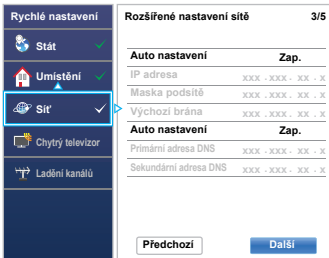 Rychlé nastavení
Stát
Umístění
Síť
Chytrý televizor
Ladění kanálů
Rozšířené nastavení sítě 3/5
Auto nastavení Zap.
IP adresa xxx . xxx . xx . x
Maska podsítě xxx . xxx . xx . x
Výchozí brána xxx . xxx . xx . x
Auto nastavení Zap.
Primární adresa DNS xxx . xxx . xx . x
Sekundární adresa DNS xxx . xxx . xx . x
Předchozí Další